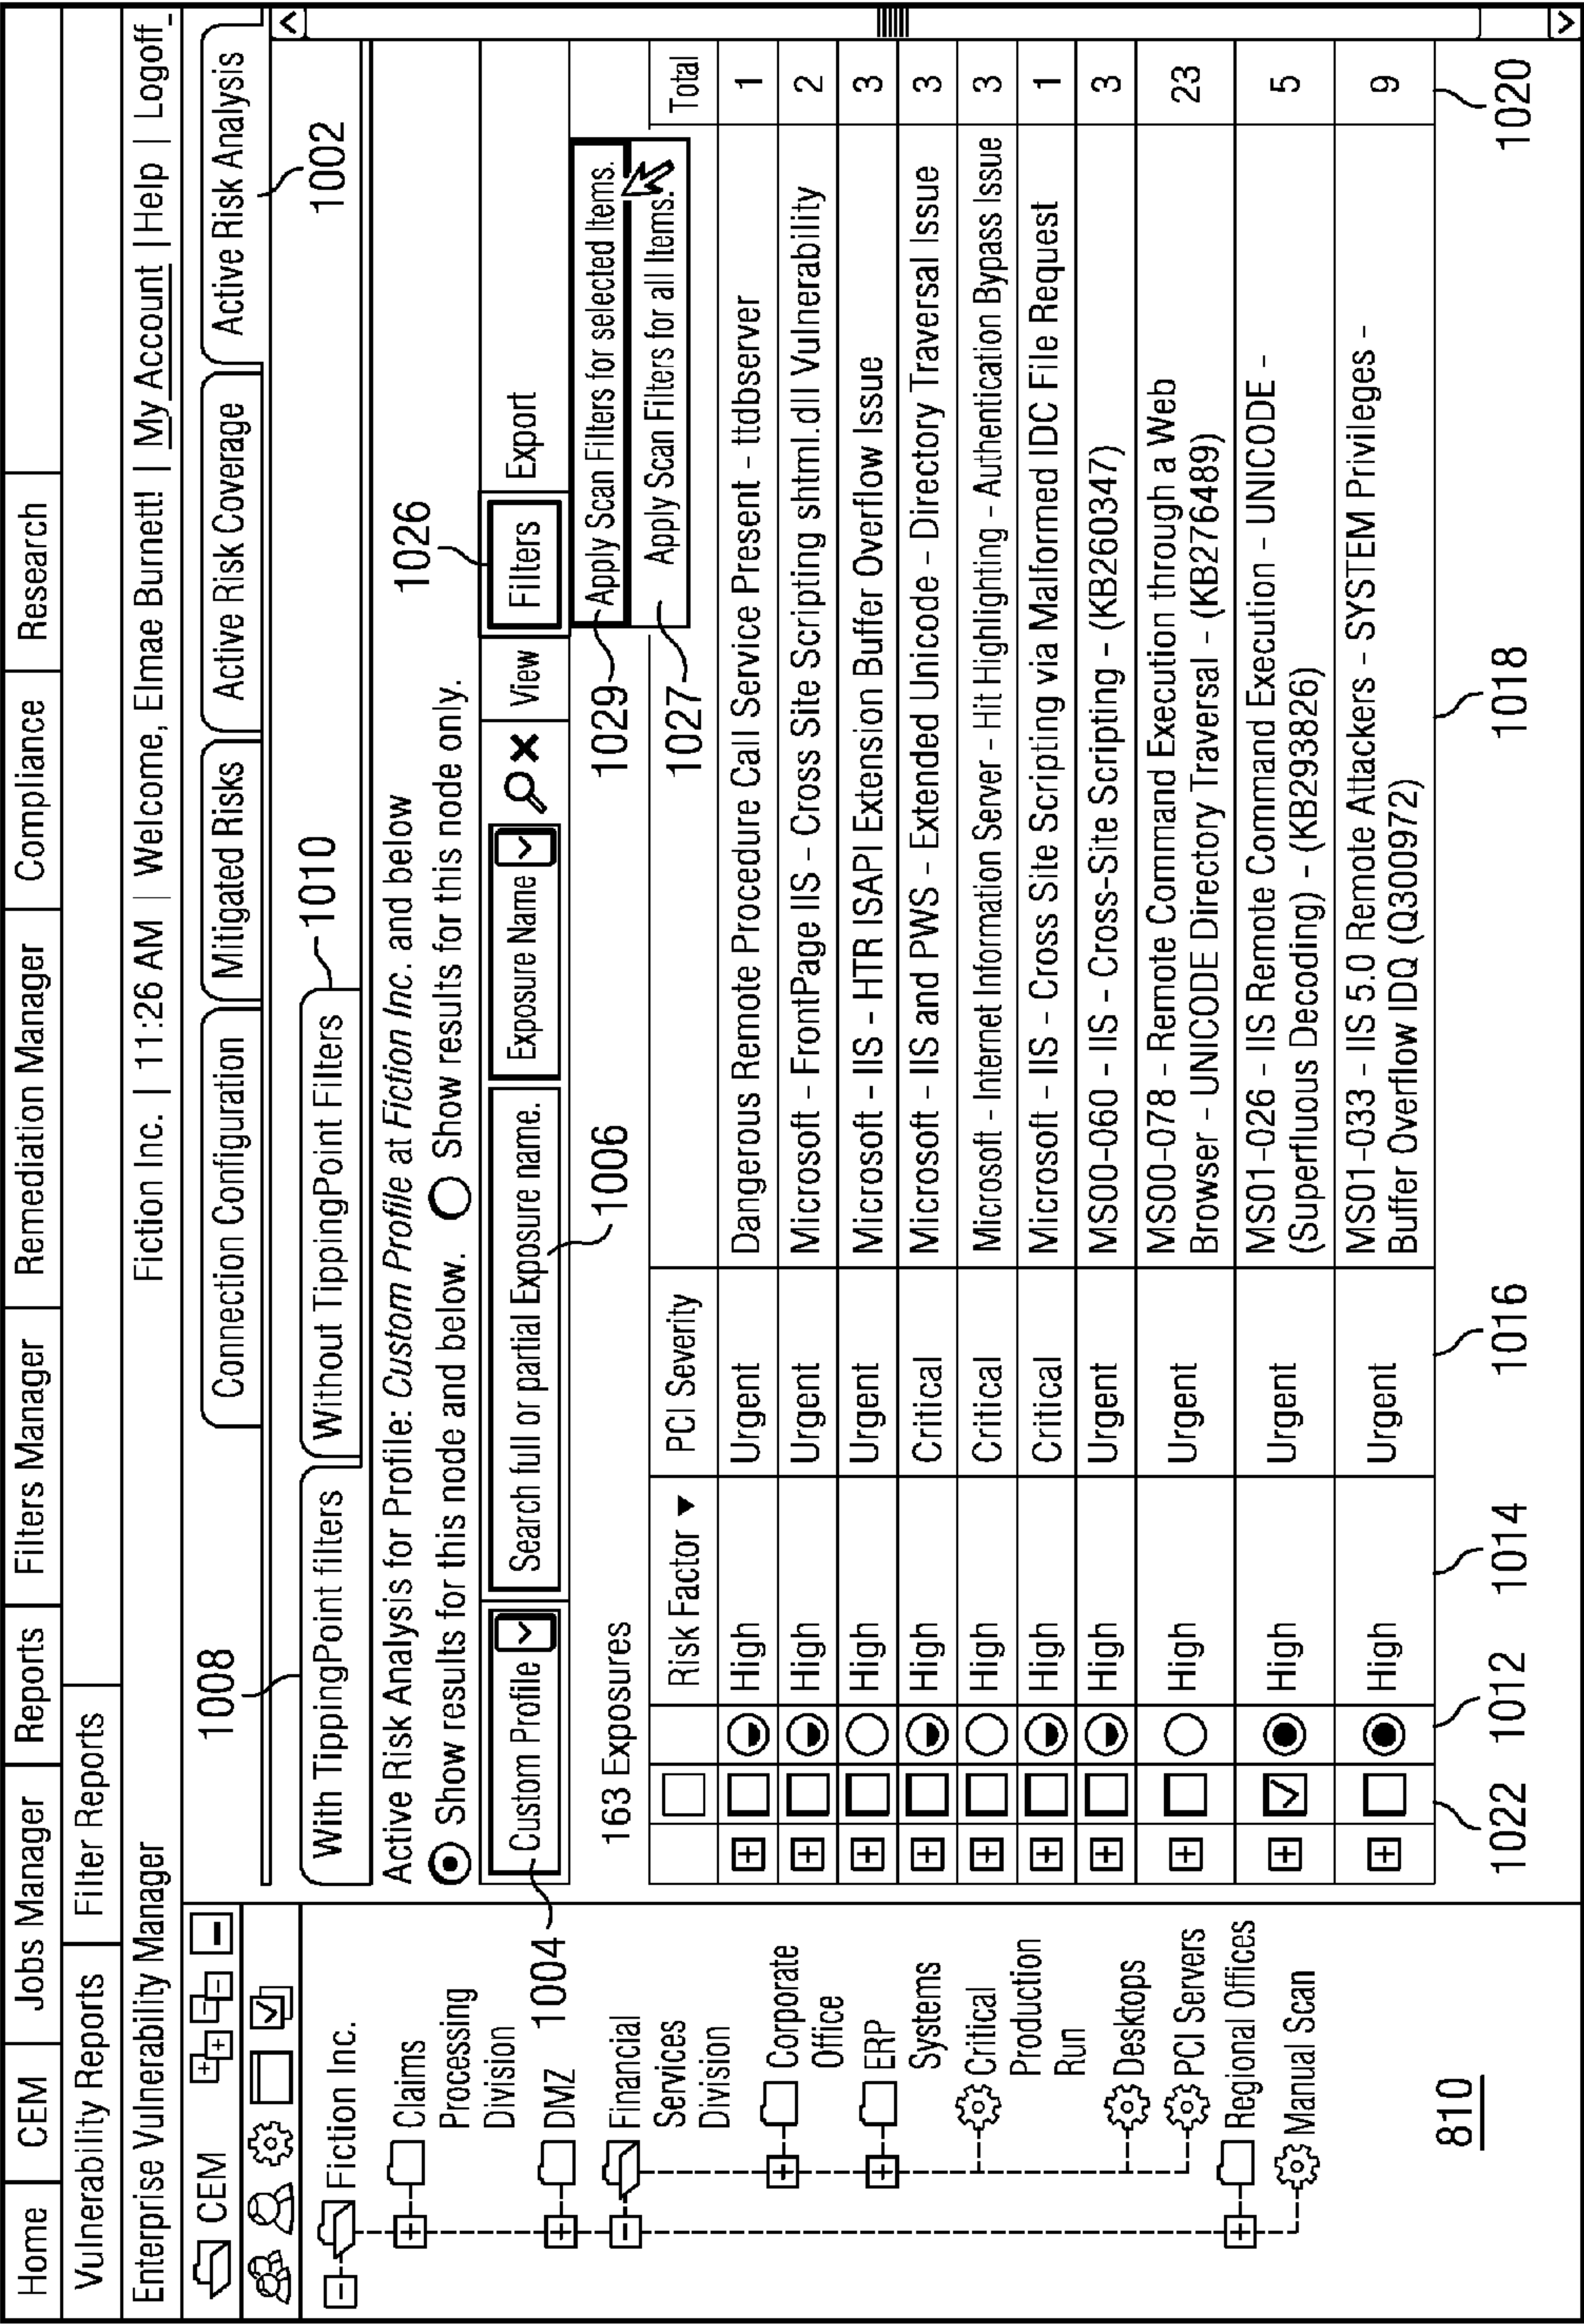 Home CEM Jobs Manager Reports Filters Manager Remediation Manager Compliance Research
Vulnerability Reports Filter Reports
Enterprise Vulnerability Manager Fiction Inc. | 11:26 AM | Welcome, Elmae Burnett! | My Account | Help | Logoff
CEM
Fiction Inc.
Claims
Processing
Division
DMZ
Financial
Services
Division
Corporate
Office
ERP
Systems
Critical
Production
Run
Desktops
PCI Servers
Regional Offices
Manual Scan
810
Connection Configuration Mitigated Risks Active Risk Coverage Active Risk Analysis
1008
1002
With TippingPoint filters Without TippingPoint Filters
1010
Active Risk Analysis for Profile: Custom Profile at Fiction Inc. and below
Show results for this node and below. Show results for this node only.
1026
Custom Profile Search full or partial Exposure name. Exposure Name View Filters Export
1004
1006
1029
Apply Scan Filters for selected Items.
1027
Apply Scan Filters for all Items.
163 Exposures
Risk Factor ▼ PCI Severity Total
High Urgent Dangerous Remote Procedure Call Service Present - ttdbserver 1
High Urgent Microsoft - FrontPage IIS - Cross Site Scripting shtml.dll Vulnerability 2
High Urgent Microsoft - IIS - HTR ISAPI Extension Buffer Overflow Issue 3
High Critical Microsoft - IIS and PWS - Extended Unicode - Directory Traversal Issue 3
High Critical Microsoft - Internet Information Server - Hit Highlighting - Authentication Bypass Issue 3
High Critical Microsoft - IIS - Cross Site Scripting via Malformed IDC File Request 1
High Urgent MS00-060 - IIS - Cross-Site Scripting - (KB260347) 3
High Urgent MS00-078 - Remote Command Execution through a Web
Browser - UNICODE Directory Traversal - (KB276489) 23
High Urgent MS01-026 - IIS Remote Command Execution - UNICODE -
(Superfluous Decoding) - (KB293826) 5
High Urgent MS01-033 - IIS 5.0 Remote Attackers - SYSTEM Privileges -
Buffer Overflow IDQ (Q300972) 9
1022 1012 1014 1016 1018 1020